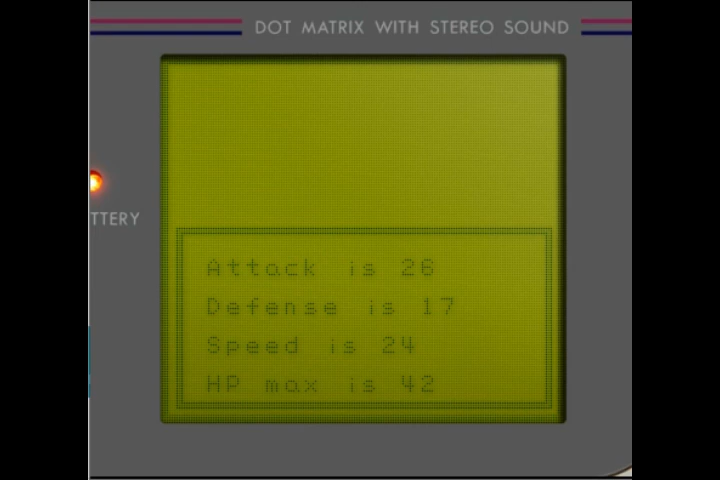 DOT MATRIX WITH STEREO SOUND
TTERY
Attack is 26
Defense is 17
Speed is 24
HP max is 42